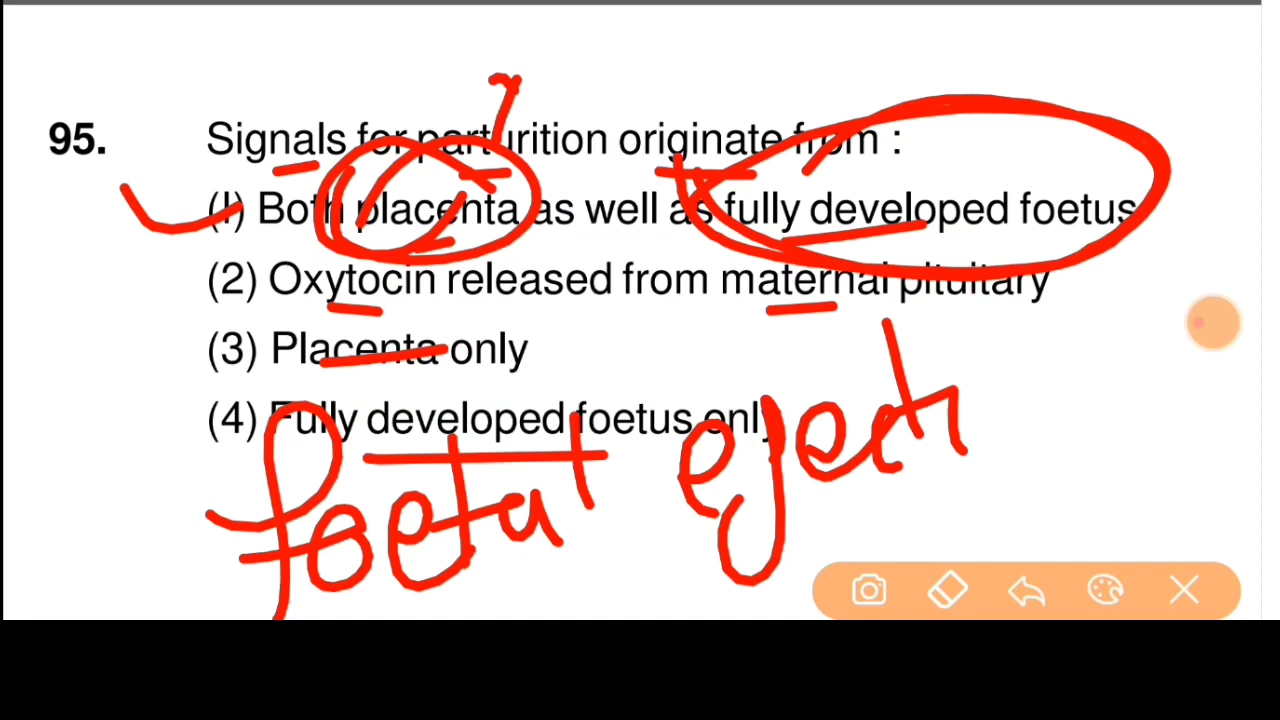 95. Signals for parturition originate from :
(I) Both placenta as well as fully developed foetus
(2) Oxytocin released from maternal pituitary
(3) Placenta only
(4) Fully developed foetus only
foetal eject